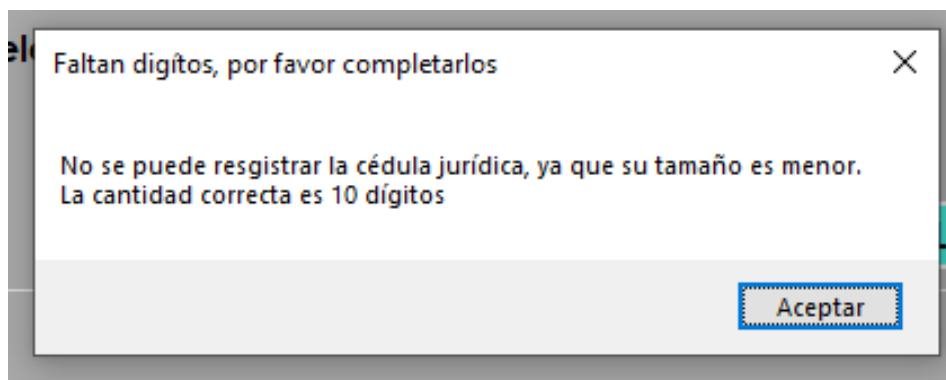 el
Faltan digítos, por favor completarlos
No se puede resgistrar la cédula jurídica, ya que su tamaño es menor.
La cantidad correcta es 10 dígitos
Aceptar